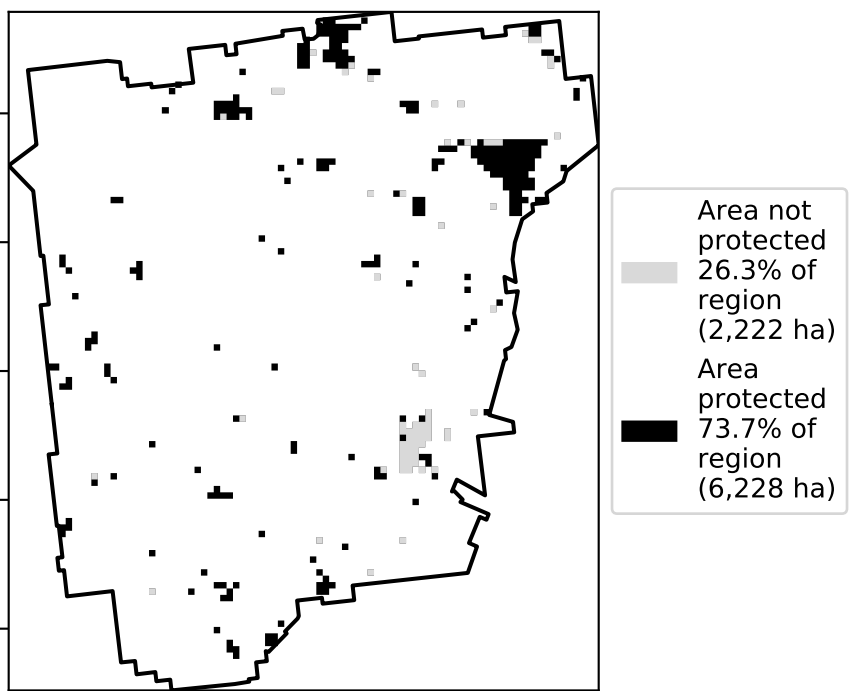 Area not
protected
26.3% of
region
(2,222 ha)
Area
protected
73.7% of
region
(6,228 ha)